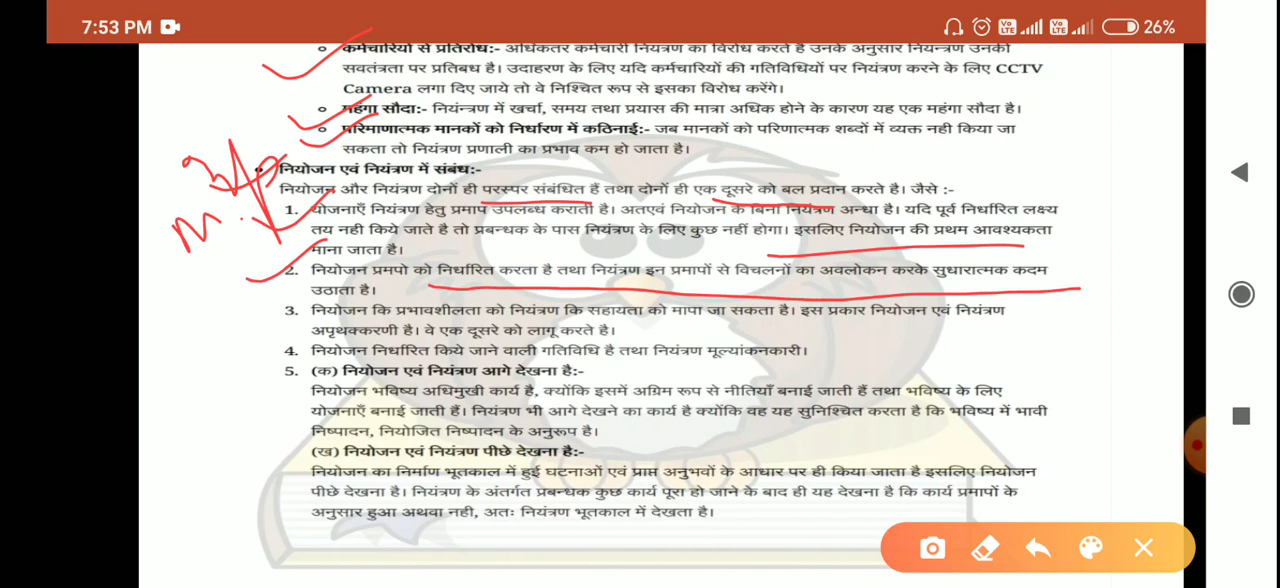 7:53 PM 26%
कर्मचारियों से प्रतिरोध:- अधिकतर कर्मचारी नियंत्रण का विरोध करते है उनके अनुसार नियन्त्रण उनकी
सवतंत्रता पर प्रतिबध है। उदाहरण के लिए यदि कर्मचारियों की गतिविधियों पर नियंत्रण करने के लिए CCTV
Camera लगा दिए जाये तो वे निश्चित रूप से इसका विरोध करेंगे।
महंगा सौदा:- नियंन्त्रण में खर्चा, समय तथा प्रयास की मात्रा अधिक होने के कारण यह एक महंगा सौदा है।
परिमाणात्मक मानकों को निर्धारण में कठिनाई:- जब मानकों को परिणात्मक शब्दों में व्यक्त नही किया जा
सकता तो नियंत्रण प्रणाली का प्रभाव कम हो जाता है।
नियोजन एवं नियंत्रण में संबंध:-
नियोजन और नियंत्रण दोनों ही परस्पर संबंधित हैं तथा दोनों ही एक दूसरे को बल प्रदान करते है। जैसे :-
1. योजनाएँ नियंत्रण हेतु प्रमाप उपलब्ध कराती है। अतएवं नियोजन के बिना नियंत्रण अन्धा है। यदि पूर्व निर्धारित लक्ष्य
तय नही किये जाते है तो प्रबन्धक के पास नियंत्रण के लिए कुछ नहीं होगा। इसलिए नियोजन की प्रथम आवश्यकता
माना जाता है।
2. नियोजन प्रमपो को निर्धारित करता है तथा नियंत्रण इन प्रमापों से विचलनों का अवलोकन करके सुधारात्मक कदम
उठाता है।
3. नियोजन कि प्रभावशीलता को नियंत्रण कि सहायता को मापा जा सकता है। इस प्रकार नियोजन एवं नियंत्रण
अपृथक्करणी है। वे एक दूसरे को लागू करते है।
4. नियोजन निर्धारित किये जाने वाली गतिविधि है तथा नियंत्रण मूल्यांकनकारी।
5. (क) नियोजन एवं नियंत्रण आगे देखना है:-
नियोजन भविष्य अधिमुखी कार्य है, क्योंकि इसमें अग्रिम रूप से नीतियाँ बनाई जाती हैं तथा भविष्य के लिए
योजनाएँ बनाई जाती हैं। नियंत्रण भी आगे देखने का कार्य है क्योंकि वह यह सुनिश्चित करता है कि भविष्य में भावी
निष्पादन, नियोजित निष्पादन के अनुरूप है।
(ख) नियोजन एवं नियंत्रण पीछे देखना है:-
नियोजन का निर्माण भूतकाल में हुई घटनाओं एवं प्राप्त अनुभवों के आधार पर ही किया जाता है इसलिए नियोजन
पीछे देखना है। नियंत्रण के अंतर्गत प्रबन्धक कुछ कार्य पूरा हो जाने के बाद ही यह देखना है कि कार्य प्रमापों के
अनुसार हुआ अथवा नही, अतः नियंत्रण भूतकाल में देखता है।